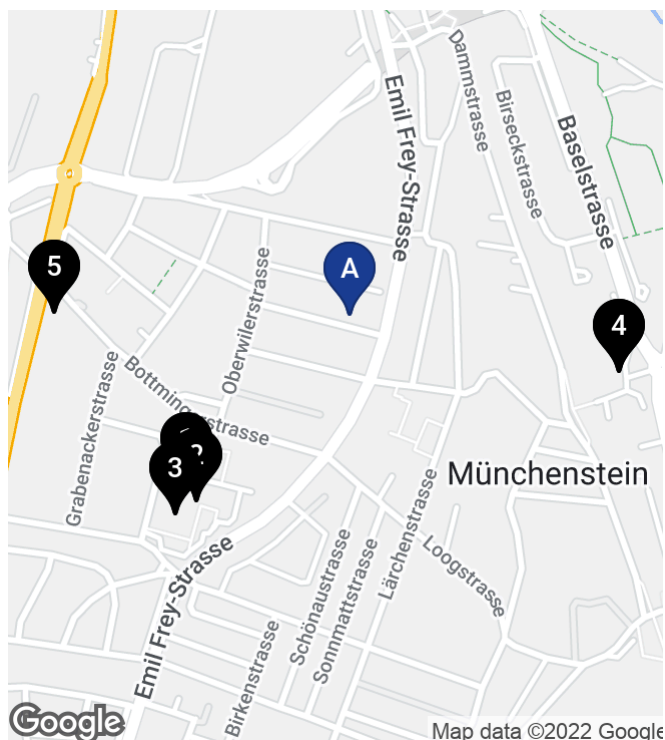 Dammstrasse
Emil Frey-Strasse
Birseckstrasse
Baselstrasse
A
5
4
Oberwilerstrasse
Grabenackerstrasse
3
Münchenstein
Lärchenstrasse
Loogstrasse
Schönaustrasse
Sonnmattstrasse
Emil Frey-Strasse
Birkenstrasse
Google
Map data ©2022 Google